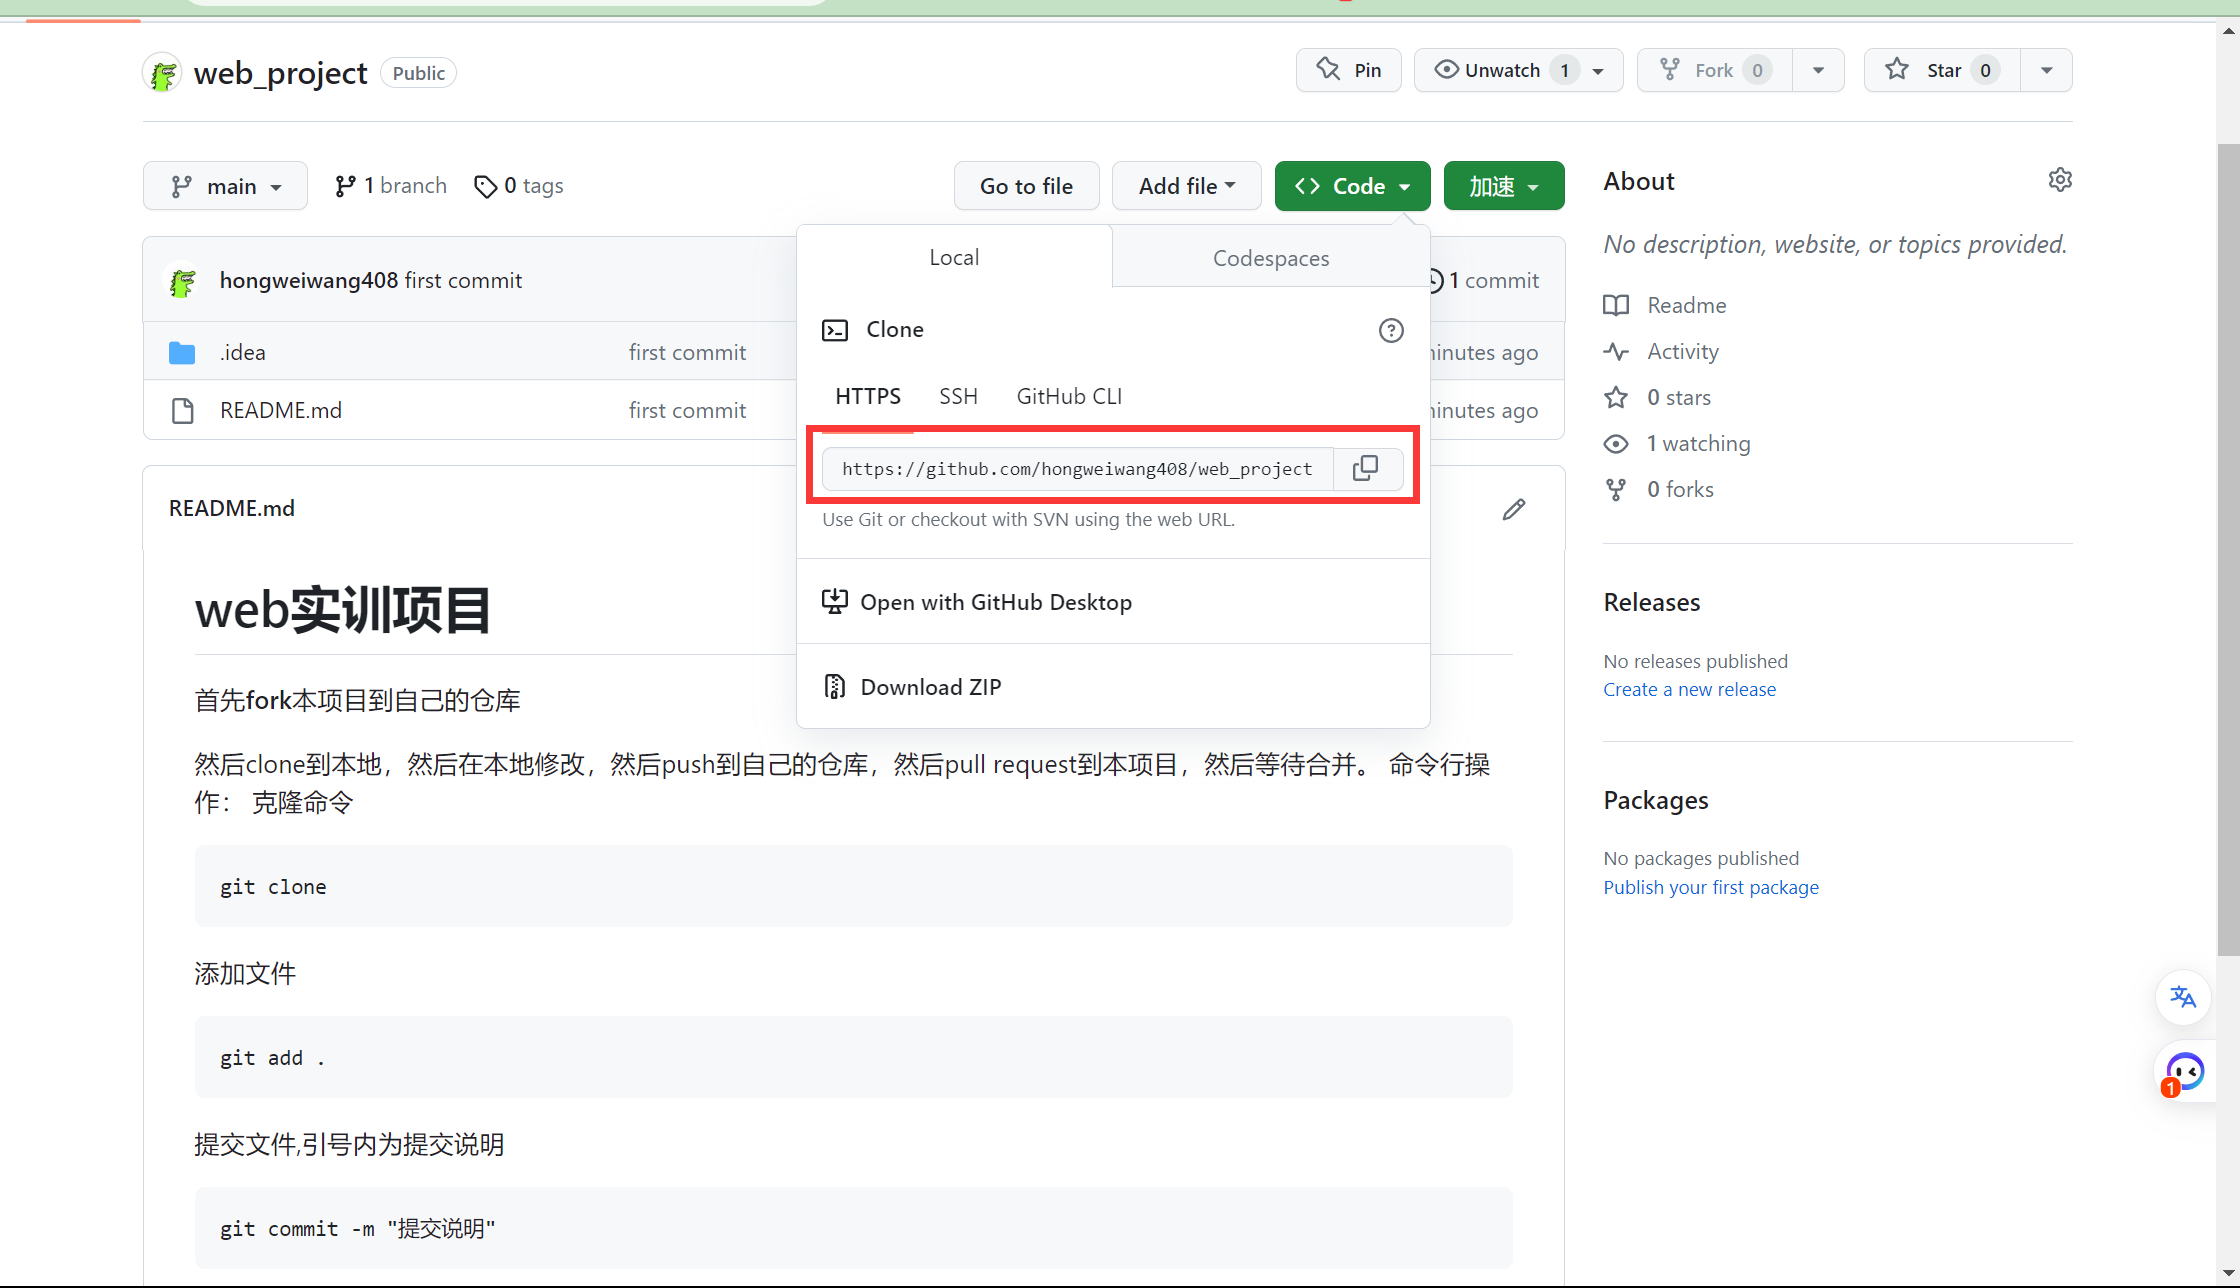 web_project Public
Pin
Unwatch 1
Fork 0
Star 0
main
1 branch
0 tags
Go to file
Add file
Code
加速
hongweiwang408 first commit
1 commit
.idea
first commit
minutes ago
README.md
first commit
minutes ago
Local
Codespaces
Clone
HTTPS
SSH
GitHub CLI
https://github.com/hongweiwang408/web_project
Use Git or checkout with SVN using the web URL.
Open with GitHub Desktop
Download ZIP
README.md
web实训项目
首先fork本项目到自己的仓库
然后clone到本地，然后在本地修改，然后push到自己的仓库，然后pull request到本项目，然后等待合并。 命令行操
作： 克隆命令
git clone
添加文件
git add .
提交文件,引号内为提交说明
git commit -m "提交说明"
About
No description, website, or topics provided.
Readme
Activity
0 stars
1 watching
0 forks
Releases
No releases published
Create a new release
Packages
No packages published
Publish your first package
文A
1